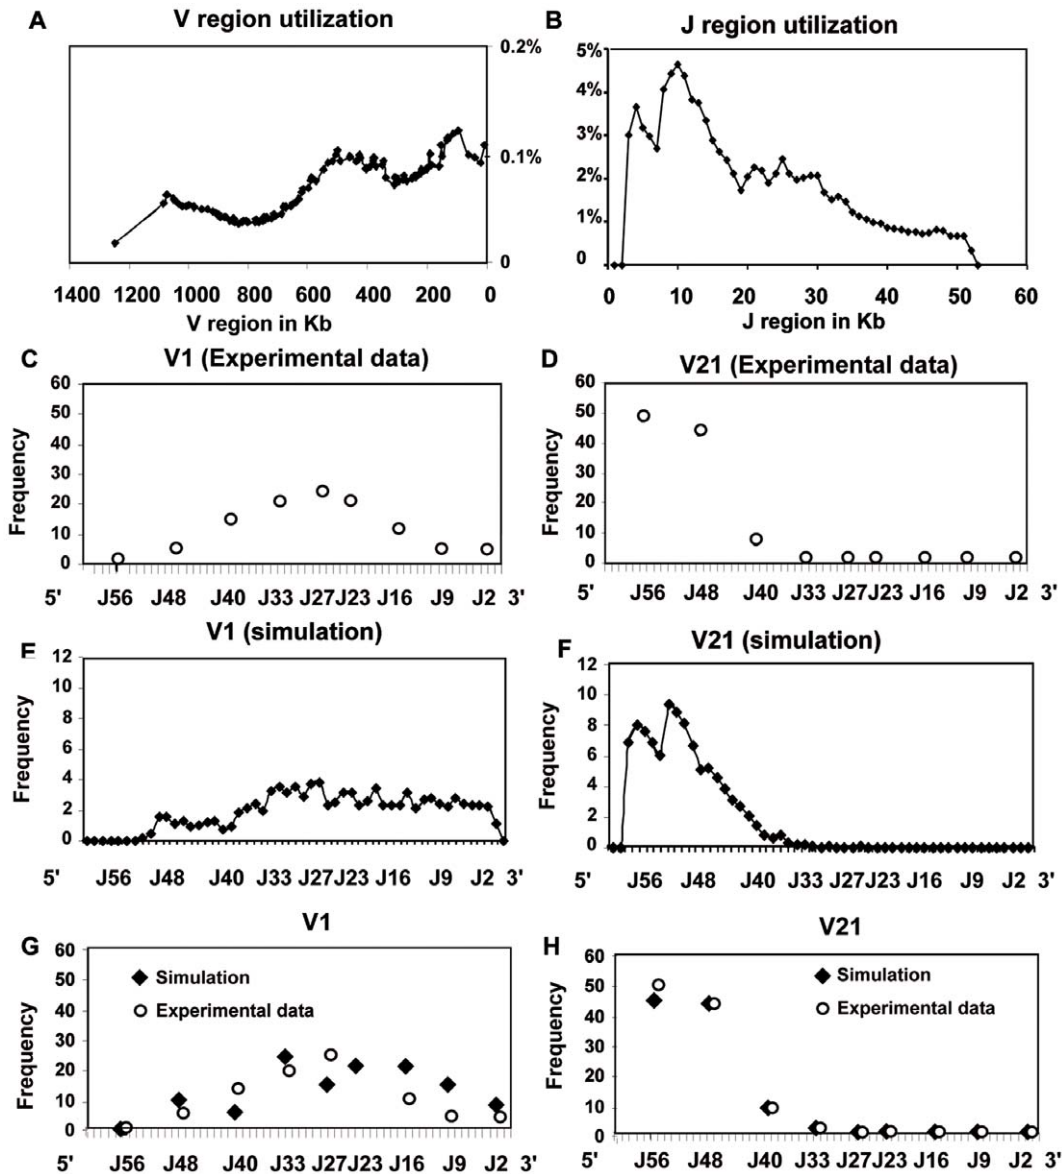 A V region utilization
0.2%
0.1%
0
1400 1200 1000 800 600 400 200 0
V region in Kb
B J region utilization
5%
4%
3%
2%
1%
0
0 10 20 30 40 50 60
J region in Kb
C V1 (Experimental data)
Frequency
60
50
40
30
20
10
0
5' J56 J48 J40 J33 J27J23 J16 J9 J2 3'
D V21 (Experimental data)
Frequency
60
50
40
30
20
10
0
5' J56 J48 J40 J33 J27J23 J16 J9 J2 3'
E V1 (simulation)
Frequency
12
10
8
6
4
2
0
5' J56 J48 J40 J33 J27J23 J16 J9 J2 3'
F V21 (simulation)
Frequency
12
10
8
6
4
2
0
5' J56 J48 J40 J33 J27J23 J16 J9 J2 3'
G V1
Frequency
60
50
40
30
20
10
0
Simulation
Experimental data
5' J56 J48 J40 J33 J27J23 J16 J9 J2 3'
H V21
Frequency
60
50
40
30
20
10
0
Simulation
Experimental data
5' J56 J48 J40 J33 J27J23 J16 J9 J2 3'